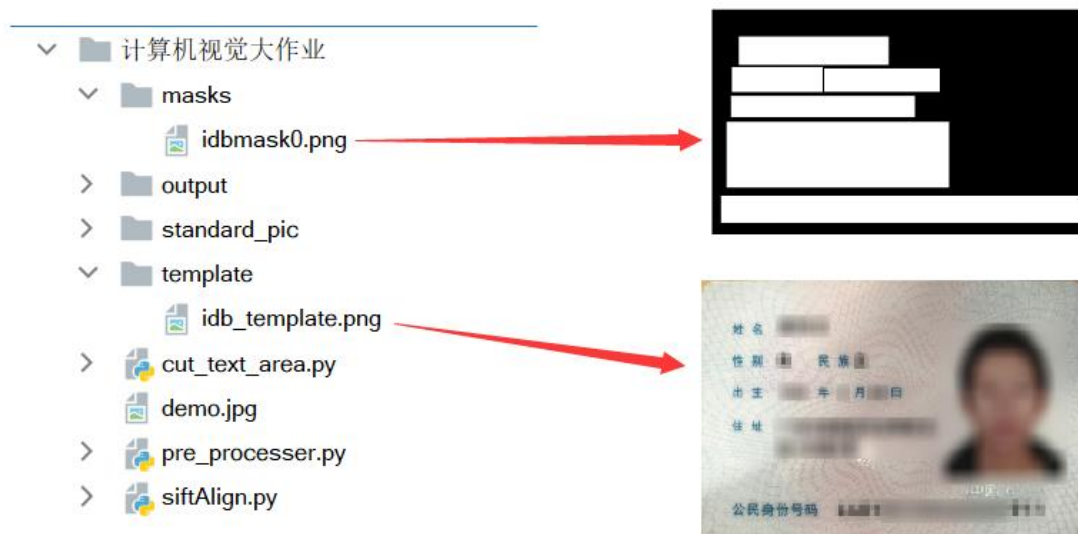 计算机视觉大作业
masks
idbmask0.png
output
standard_pic
template
idb_template.png
cut_text_area.py
demo.jpg
pre_processer.py
siftAlign.py
姓名
性别 民族
出生 年 月 日
住址
公民身份号码